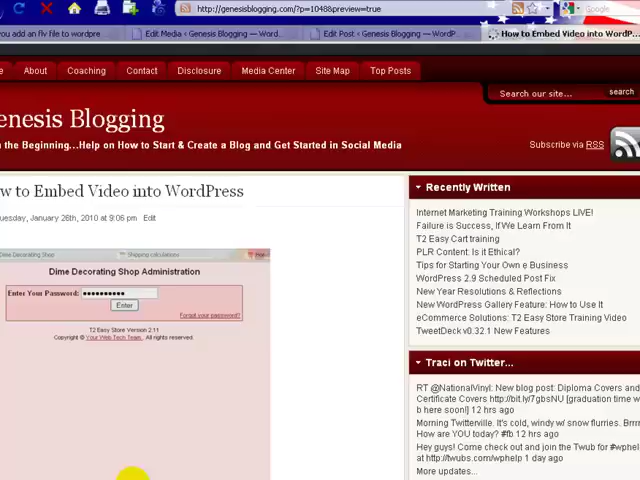 http://genesisblogging.com/?p=1048&preview=true
Google
you add an flv file to wordpre
Edit Media ‹ Genesis Blogging — Word...
Edit Post ‹ Genesis Blogging — WordP...
How to Embed Video into WordP...
e
About
Coaching
Contact
Disclosure
Media Center
Site Map
Top Posts
Search our site...
search
enesis Blogging
n the Beginning...Help on How to Start & Create a Blog and Get Started in Social Media
Subscribe via RSS
w to Embed Video into WordPress
uesday, January 26th, 2010 at 9:06 pm Edit
Dime Decorating Shop
Shipping calculations
Dime Decorating Shop Administration
Enter Your Password:
Enter
Forgot your password?
T2 Easy Store Version 2.11
Copyright © Your Web Tech Team. All rights reserved.
Recently Written
Internet Marketing Training Workshops LIVE!
Failure is Success, If We Learn From It
T2 Easy Cart training
PLR Content: Is it Ethical?
Tips for Starting Your Own e Business
WordPress 2.9 Scheduled Post Fix
New Year Resolutions & Reflections
New WordPress Gallery Feature: How to Use It
eCommerce Solutions: T2 Easy Store Training Video
TweetDeck v0.32.1 New Features
Traci on Twitter...
RT @NationalVinyl: New blog post: Diploma Covers and
Certificate Covers http://bit.ly/7gbsNU [graduation time w
b here soon!] 12 hrs ago
Morning Twitterville. It's cold, windy w/ snow flurries. Brrrr
How are YOU today? #fb 12 hrs ago
Hey guys! Come check out and join the Twub for #wphelp
at http://twubs.com/wphelp 1 day ago
More updates...